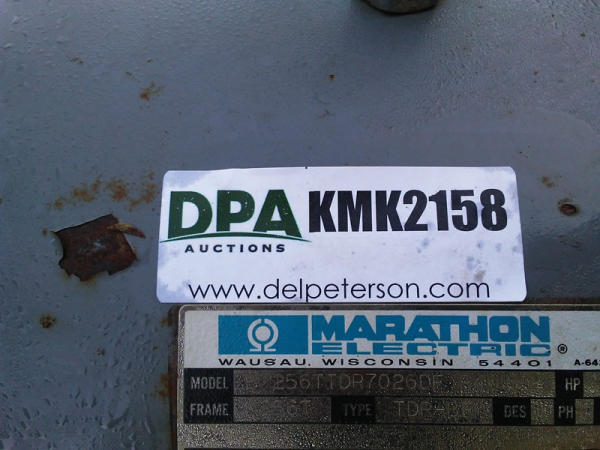 DPA KMK2158
AUCTIONS
www.delpeterson.com
MARATHON
ELECTRIC®
WAUSAU, WISCONSIN 54401
MODEL HP
FRAME TYPE DES PH